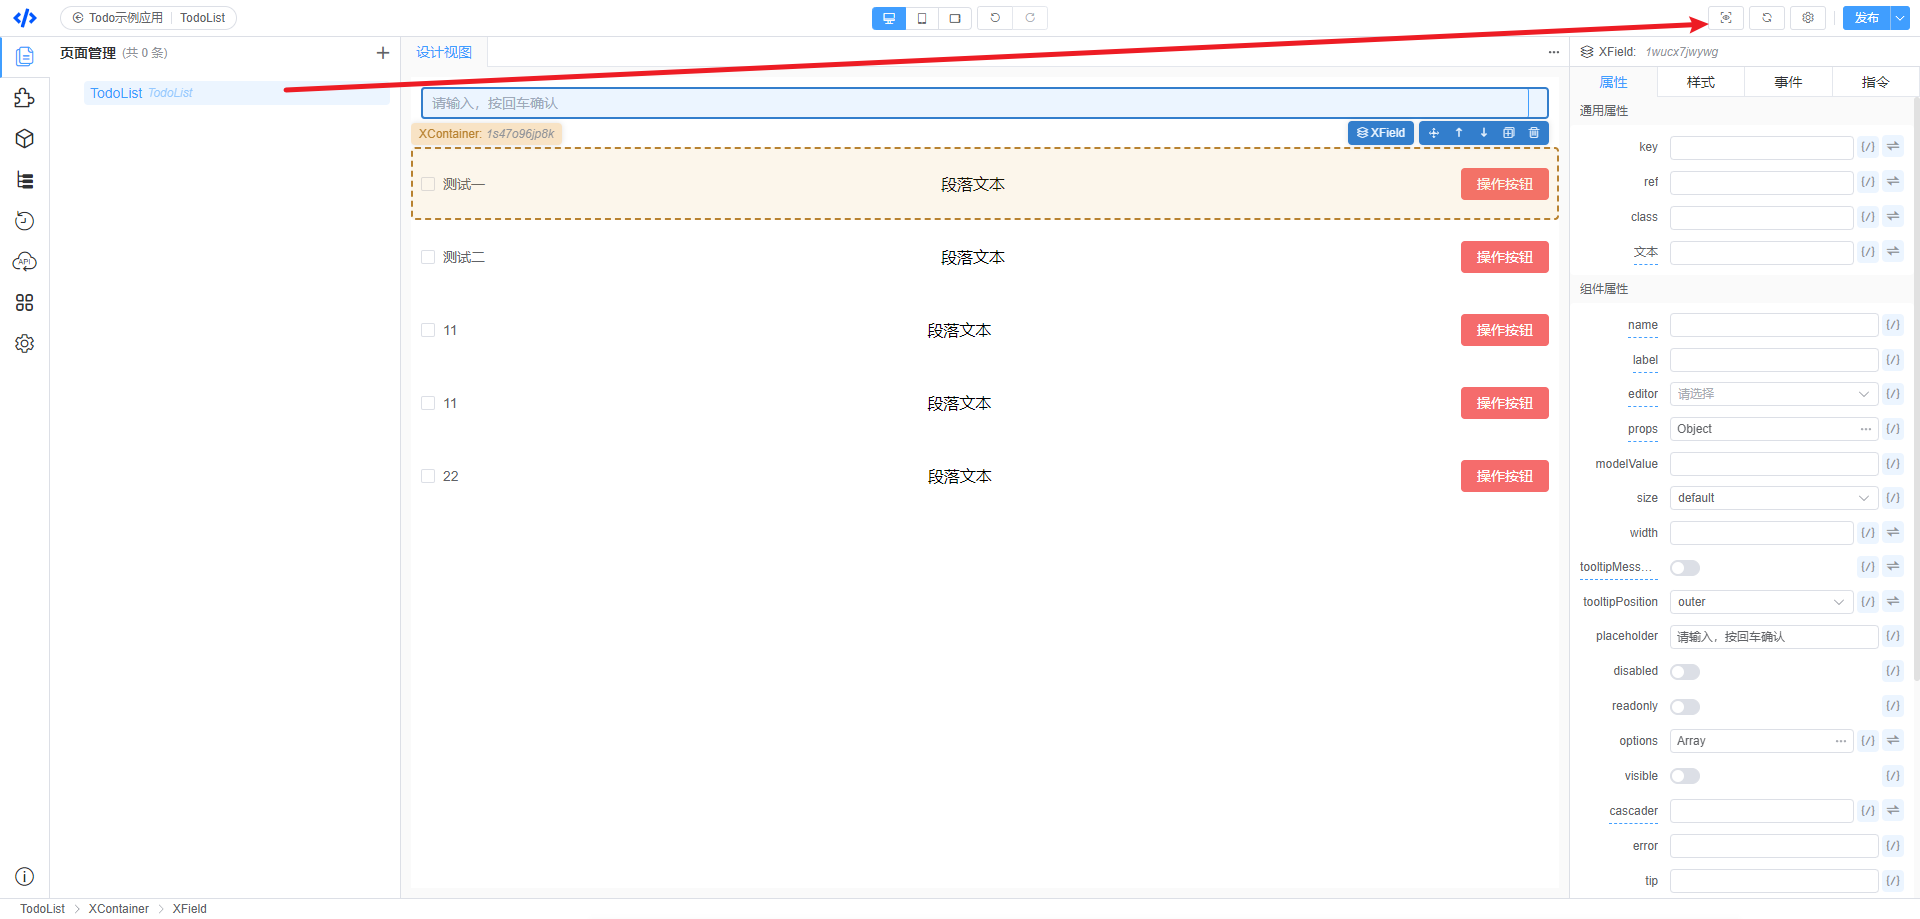 Todo示例应用 TodoList
发布
页面管理 (共 0 条)
TodoList TodoList
设计视图
请输入，按回车确认
XContainer: 1s47o96jp8k
XField
测试一 段落文本 操作按钮
测试二 段落文本 操作按钮
11 段落文本 操作按钮
11 段落文本 操作按钮
22 段落文本 操作按钮
XField: 1wucx7jwywg
属性 样式 事件 指令
通用属性
key
ref
class
文本
组件属性
name
label
editor 请选择
props Object
modelValue
size default
width
tooltipMess...
tooltipPosition outer
placeholder 请输入，按回车确认
disabled
readonly
options Array
visible
cascader
error
tip
API
TodoList > XContainer > XField